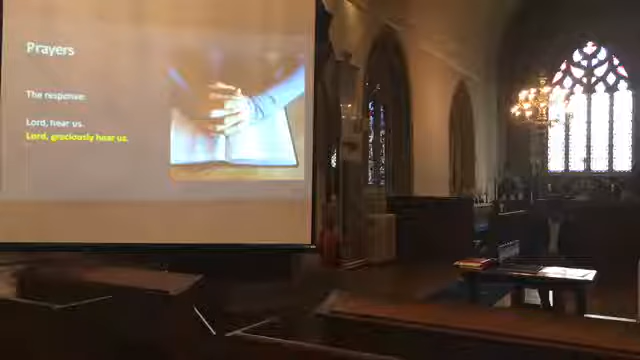 Prayers
The response:
Lord, hear us.
Lord, graciously hear us.